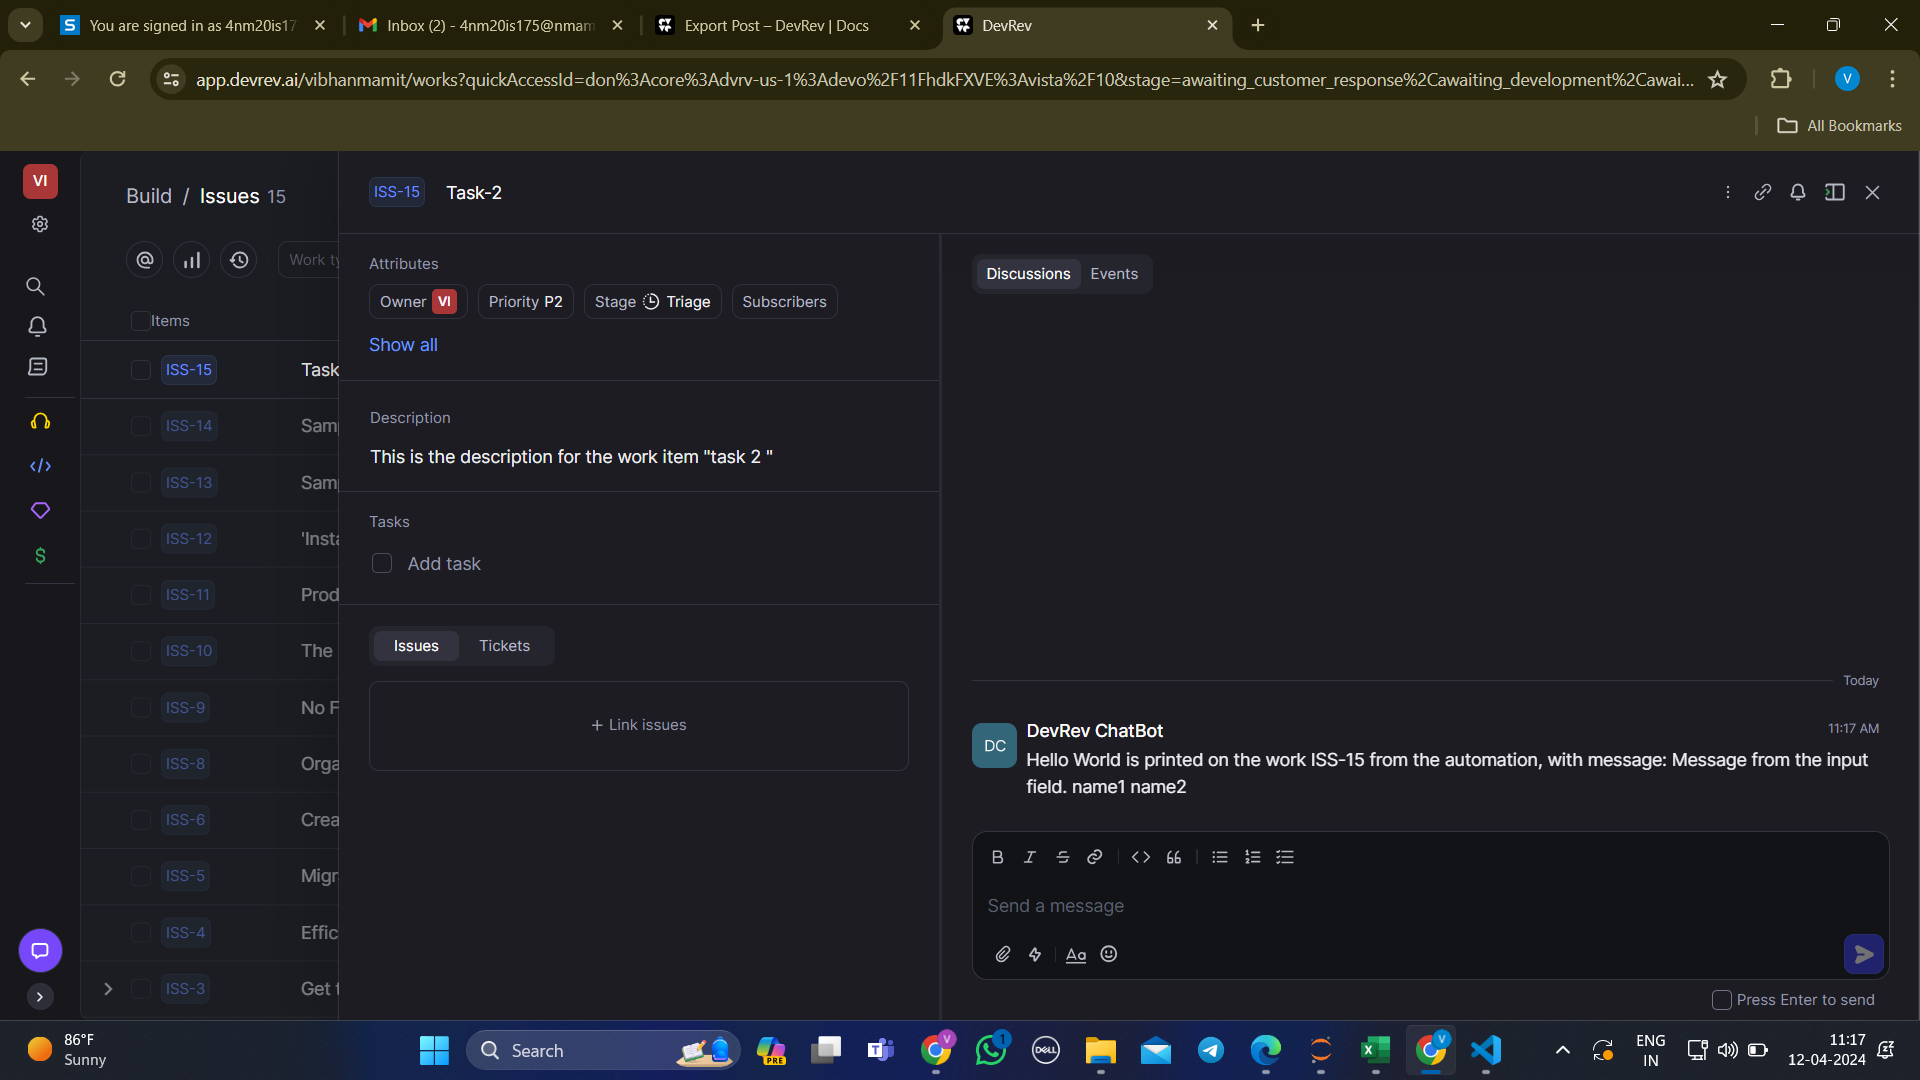 You are signed in as 4nm20is17
Inbox (2) - 4nm20is175@nmam
Export Post – DevRev | Docs
DevRev
app.devrev.ai/vibhanmamit/works?quickAccessId=don%3Acore%3Advrv-us-1%3Adevo%2F11FhdkFXVE%3Avista%2F10&stage=awaiting_customer_response%2Cawaiting_development%2Cawai...
V
All Bookmarks
VI
Build / Issues 15
ISS-15 Task-2
Work ty
Items
ISS-15 Task
ISS-14 Sam
ISS-13 Sam
ISS-12 'Insta
ISS-11 Prod
ISS-10 The
ISS-9 No F
ISS-8 Orga
ISS-6 Crea
ISS-5 Migr
ISS-4 Effic
ISS-3 Get t
Attributes
Owner VI Priority P2 Stage Triage Subscribers
Show all
Description
This is the description for the work item "task 2 "
Tasks
Add task
Issues Tickets
+ Link issues
Discussions Events
Today
DC
DevRev ChatBot 11:17 AM
Hello World is printed on the work ISS-15 from the automation, with message: Message from the input
field. name1 name2
Send a message
Aa
Press Enter to send
86°F
Sunny
Search
PRE
V
1
DELL
V
ENG
IN
11:17
12-04-2024